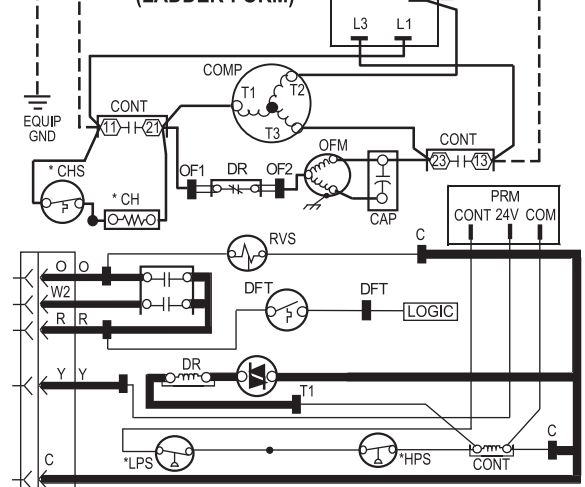 (LADDER FORM)
L3 L1
COMP
T1 T2
T3
EQUIP
GND
CONT
11 21
OFM
CONT
23 13
* CHS
* CH
OF1 DR OF2
CAP
PRM
CONT 24V COM
RVS
C
O O
W2
R R
DFT
DFT
LOGIC
Y Y
DR
T1
C
*LPS
*HPS
CONT
C